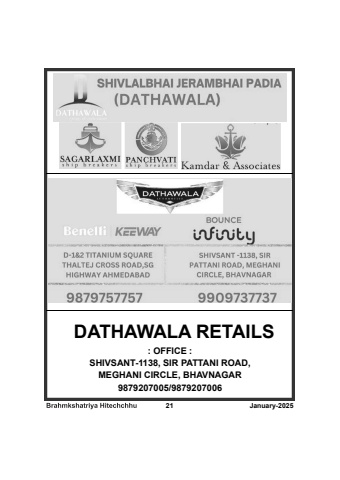 SHIVLALBHAI JERAMBHAI PADIA
(DATHAWALA)
DATHAWALA
SAGARLAXMI
ship breakers
PANCHVATI
ship breakers
Kamdar & Associates
DATHAWALA
Benelli KEEWAY
BOUNCE
infinity
D-1&2 TITANIUM SQUARE
THALTEJ CROSS ROAD,SG
HIGHWAY AHMEDABAD
9879757757
SHIVSANT -1138, SIR
PATTANI ROAD, MEGHANI
CIRCLE, BHAVNAGAR
9909737737
DATHAWALA RETAILS
: OFFICE :
SHIVSANT-1138, SIR PATTANI ROAD,
MEGHANI CIRCLE, BHAVNAGAR
9879207005/9879207006
Brahmkshatriya Hitechchhu 21 January-2025